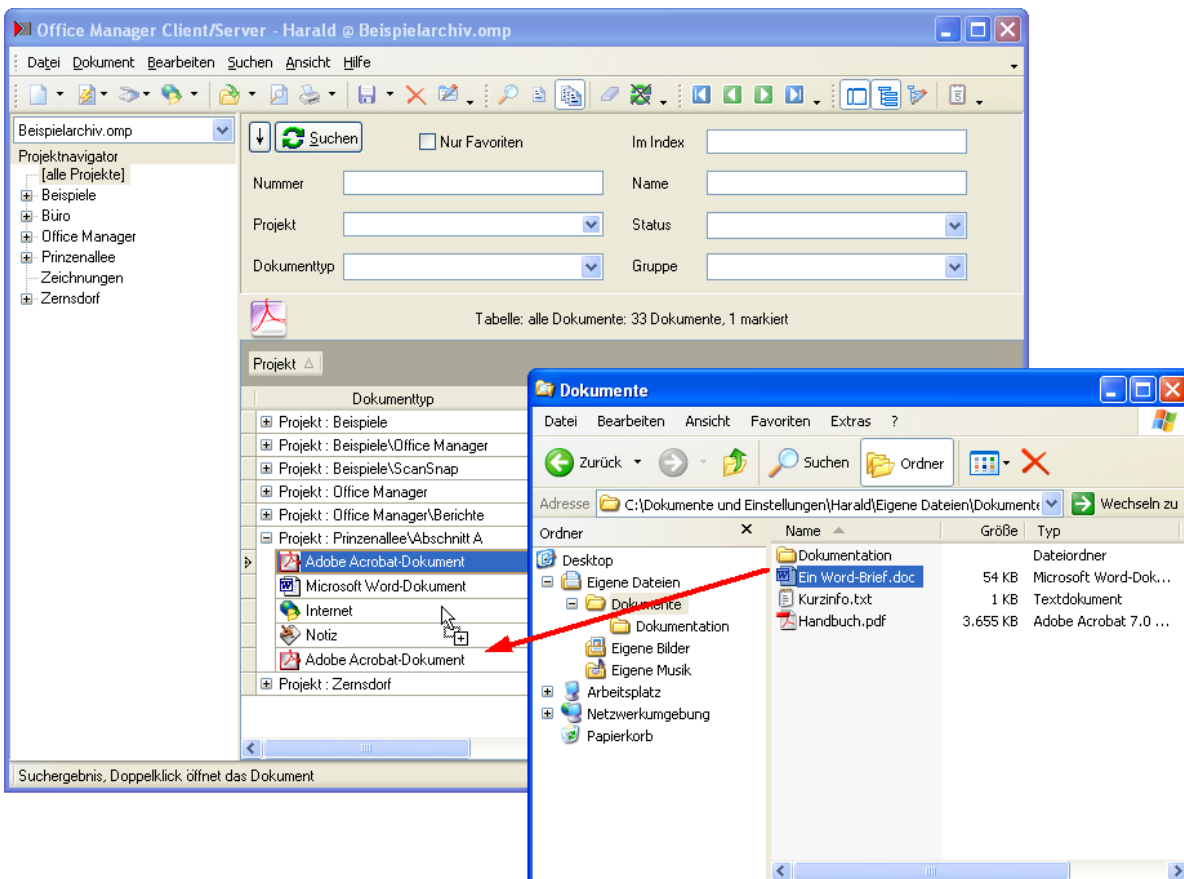 Office Manager Client/Server - Harald @ Beispielarchiv.omp
Datei Dokument Bearbeiten Suchen Ansicht Hilfe
Beispielarchiv.omp
Projektnavigator
[alle Projekte]
Beispiele
Büro
Office Manager
Prinzenallee
Zeichnungen
Zernsdorf
Suchen Nur Favoriten Im Index
Nummer Name
Projekt Status
Dokumenttyp Gruppe
Tabelle: alle Dokumente: 33 Dokumente, 1 markiert
Projekt
Dokumenttyp
Projekt : Beispiele
Projekt : Beispiele\Office Manager
Projekt : Beispiele\ScanSnap
Projekt : Office Manager
Projekt : Office Manager\Berichte
Projekt : Prinzenallee\Abschnitt A
Adobe Acrobat-Dokument
Microsoft Word-Dokument
Internet
Notiz
Adobe Acrobat-Dokument
Projekt : Zernsdorf
Suchergebnis, Doppelklick öffnet das Dokument
Dokumente
Datei Bearbeiten Ansicht Favoriten Extras ?
Zurück Suchen Ordner
Adresse C:\Dokumente und Einstellungen\Harald\Eigene Dateien\Dokumente Wechseln zu
Ordner X
Desktop
Eigene Dateien
Dokumente
Dokumentation
Eigene Bilder
Eigene Musik
Arbeitsplatz
Netzwerkumgebung
Papierkorb
Name Größe Typ
Dokumentation Dateiordner
Ein Word-Brief.doc 54 KB Microsoft Word-Dok...
Kurzinfo.txt 1 KB Textdokument
Handbuch.pdf 3.655 KB Adobe Acrobat 7.0 ...